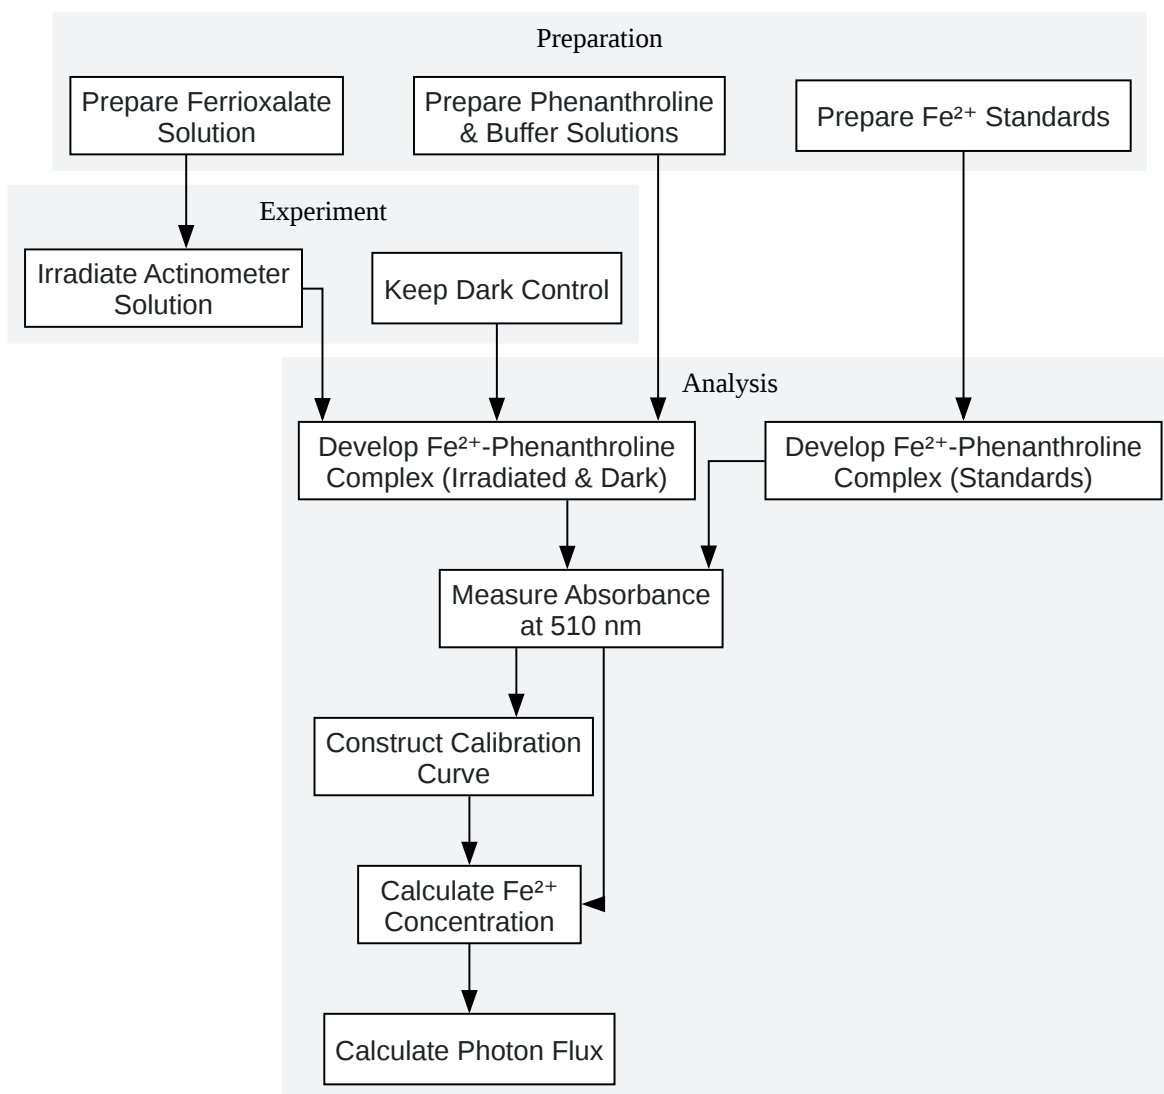 Preparation
Prepare Ferrioxalate
Solution
Prepare Phenanthroline
& Buffer Solutions
Prepare Fe²⁺ Standards
Experiment
Irradiate Actinometer
Solution
Keep Dark Control
Analysis
Develop Fe²⁺-Phenanthroline
Complex (Irradiated & Dark)
Develop Fe²⁺-Phenanthroline
Complex (Standards)
Measure Absorbance
at 510 nm
Construct Calibration
Curve
Calculate Fe²⁺
Concentration
Calculate Photon Flux